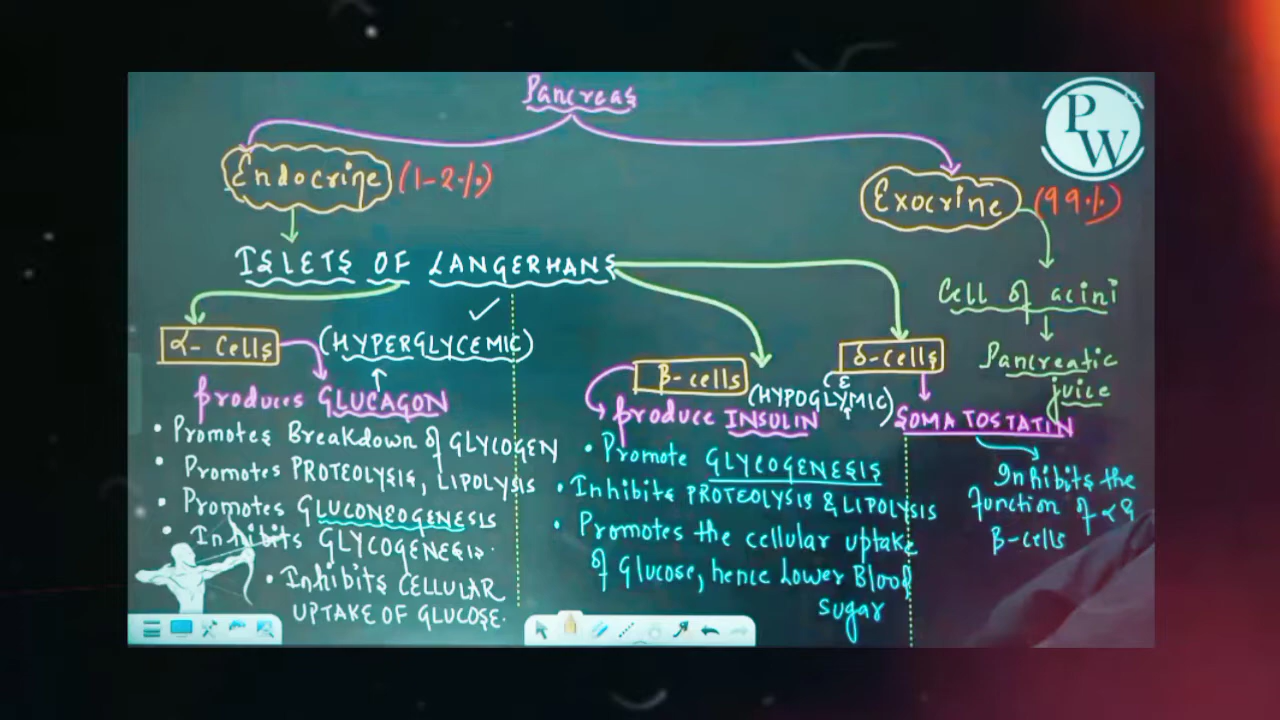 Pancreas
PW
Endocrine (1-2%)
Exocrine (99%)
ISLETS OF LANGERHANS
Cell of acini
Pancreatic
juice
α- Cells
(HYPERGLYCEMIC)
produces GLUCAGON
• Promotes Breakdown of GLYCOGEN
• Promotes PROTEOLYSIS, LIPOLYSIS
• Promotes GLUCONEOGENESIS
• Inhibits GLYCOGENESIS.
• Inhibits CELLULAR
UPTAKE OF GLUCOSE.
β-cells
(HYPOGLYMIC)
E
produce INSULIN
• Promote GLYCOGENESIS
• Inhibits PROTEOLYSIS & LIPOLYSIS
• Promotes the cellular uptake
of Glucose, hence Lower Blood
sugar
δ-cells
SOMATOSTATIN
Inhibits the
function of α &
β-cells